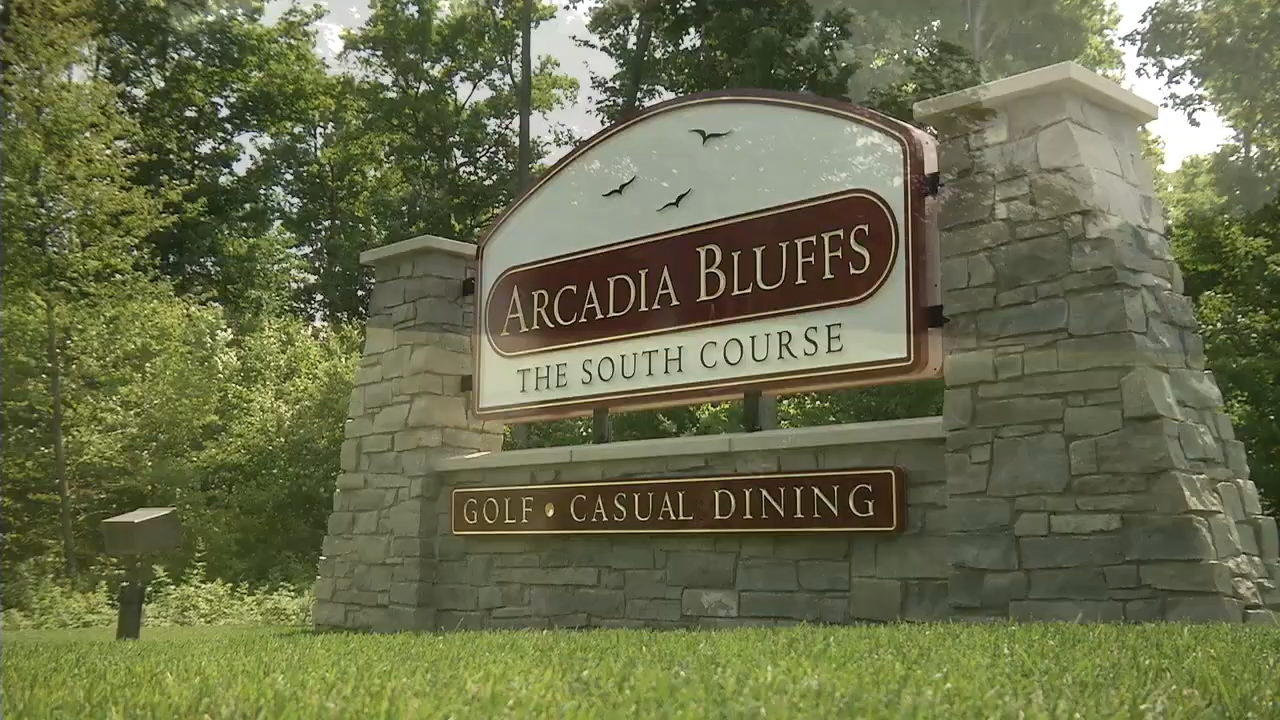 ARCADIA BLUFFS
THE SOUTH COURSE
GOLF • CASUAL DINING